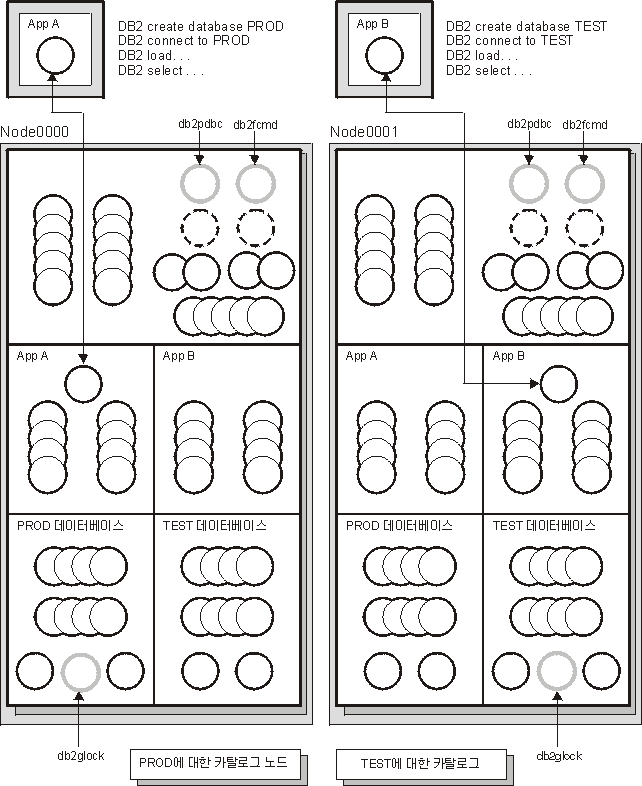 App A
DB2 create database PROD
DB2 connect to PROD
DB2 load. . .
DB2 select . . .
App B
DB2 create database TEST
DB2 connect to TEST
DB2 load. . .
DB2 select . . .
Node0000
db2pdbc
db2fcmd
Node0001
db2pdbc
db2fcmd
App A
App B
App A
App B
PROD 데이터베이스
TEST 데이터베이스
PROD 데이터베이스
TEST 데이터베이스
db2glock
PROD에 대한 카탈로그 노드
TEST에 대한 카탈로그
db2glock